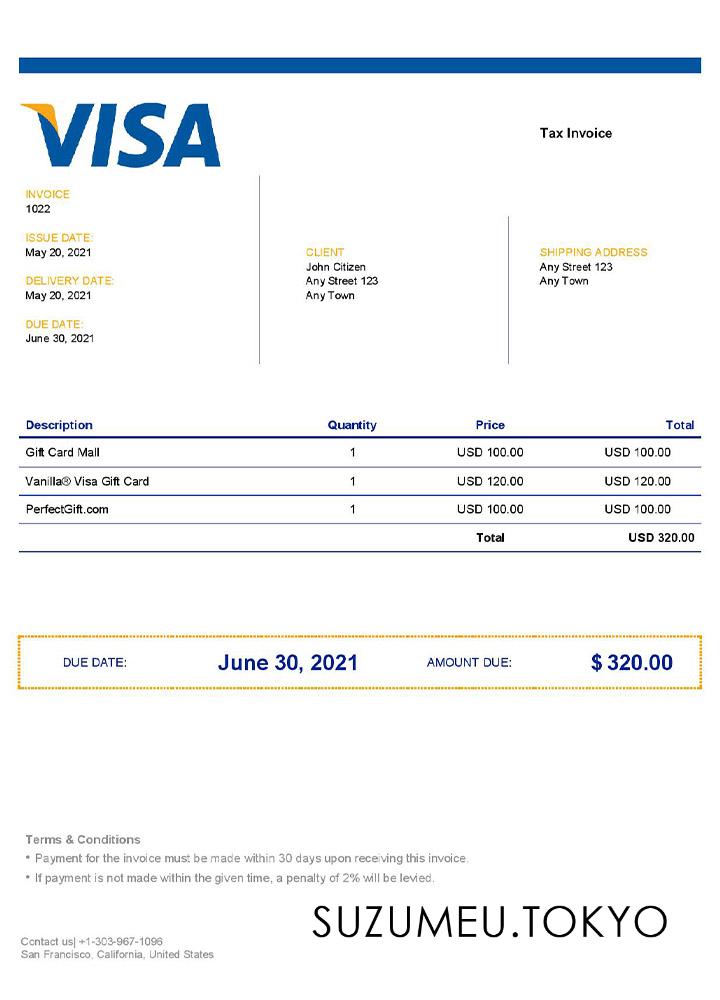 VISA
Tax Invoice
INVOICE
1022
ISSUE DATE:
May 20, 2021
DELIVERY DATE:
May 20, 2021
DUE DATE:
June 30, 2021
CLIENT
John Citizen
Any Street 123
Any Town
SHIPPING ADDRESS
Any Street 123
Any Town
Description Quantity Price Total
Gift Card Mall 1 USD 100.00 USD 100.00
Vanilla® Visa Gift Card 1 USD 120.00 USD 120.00
PerfectGift.com 1 USD 100.00 USD 100.00
Total USD 320.00
DUE DATE: June 30, 2021 AMOUNT DUE: $ 320.00
Terms & Conditions
• Payment for the invoice must be made within 30 days upon receiving this invoice.
• If payment is not made within the given time, a penalty of 2% will be levied.
SUZUMEU.TOKYO
Contact us| +1-303-967-1096
San Francisco, California, United States